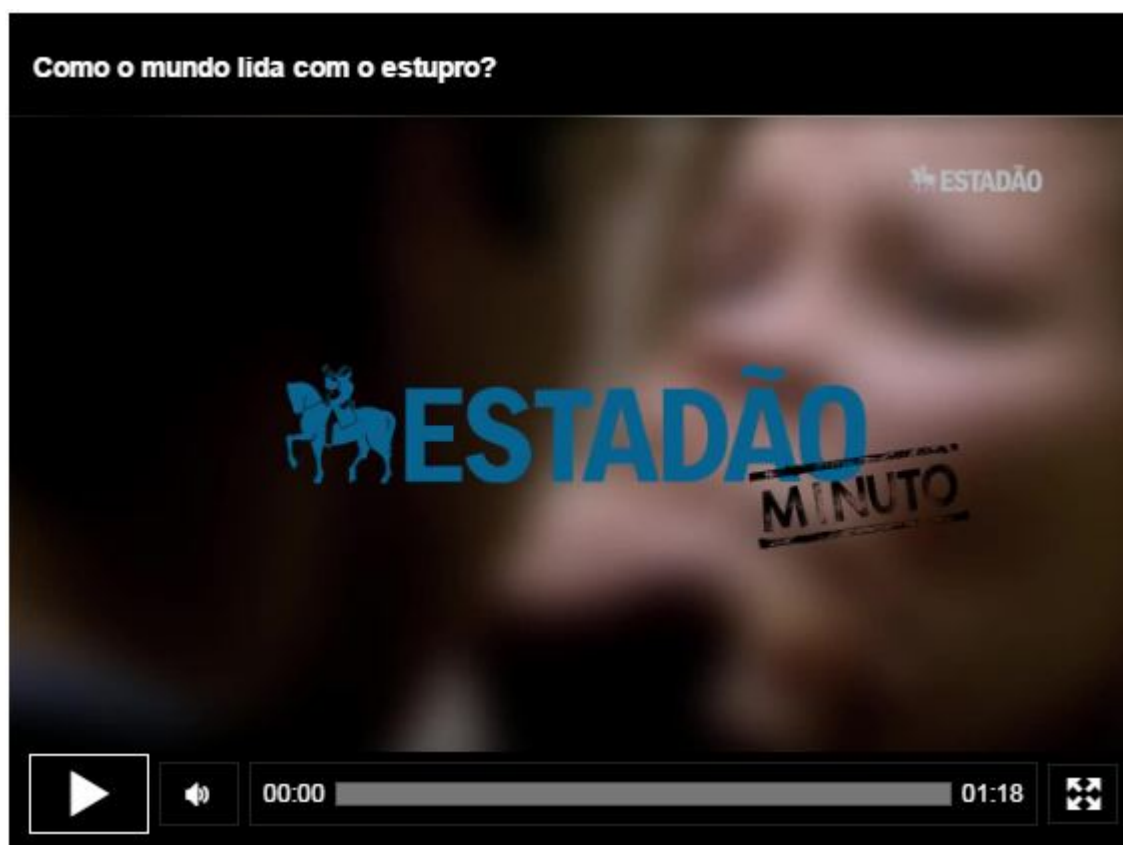 Como o mundo lida com o estupro?
ESTADÃO
ESTADÃO
MINUTO
00:00
01:18